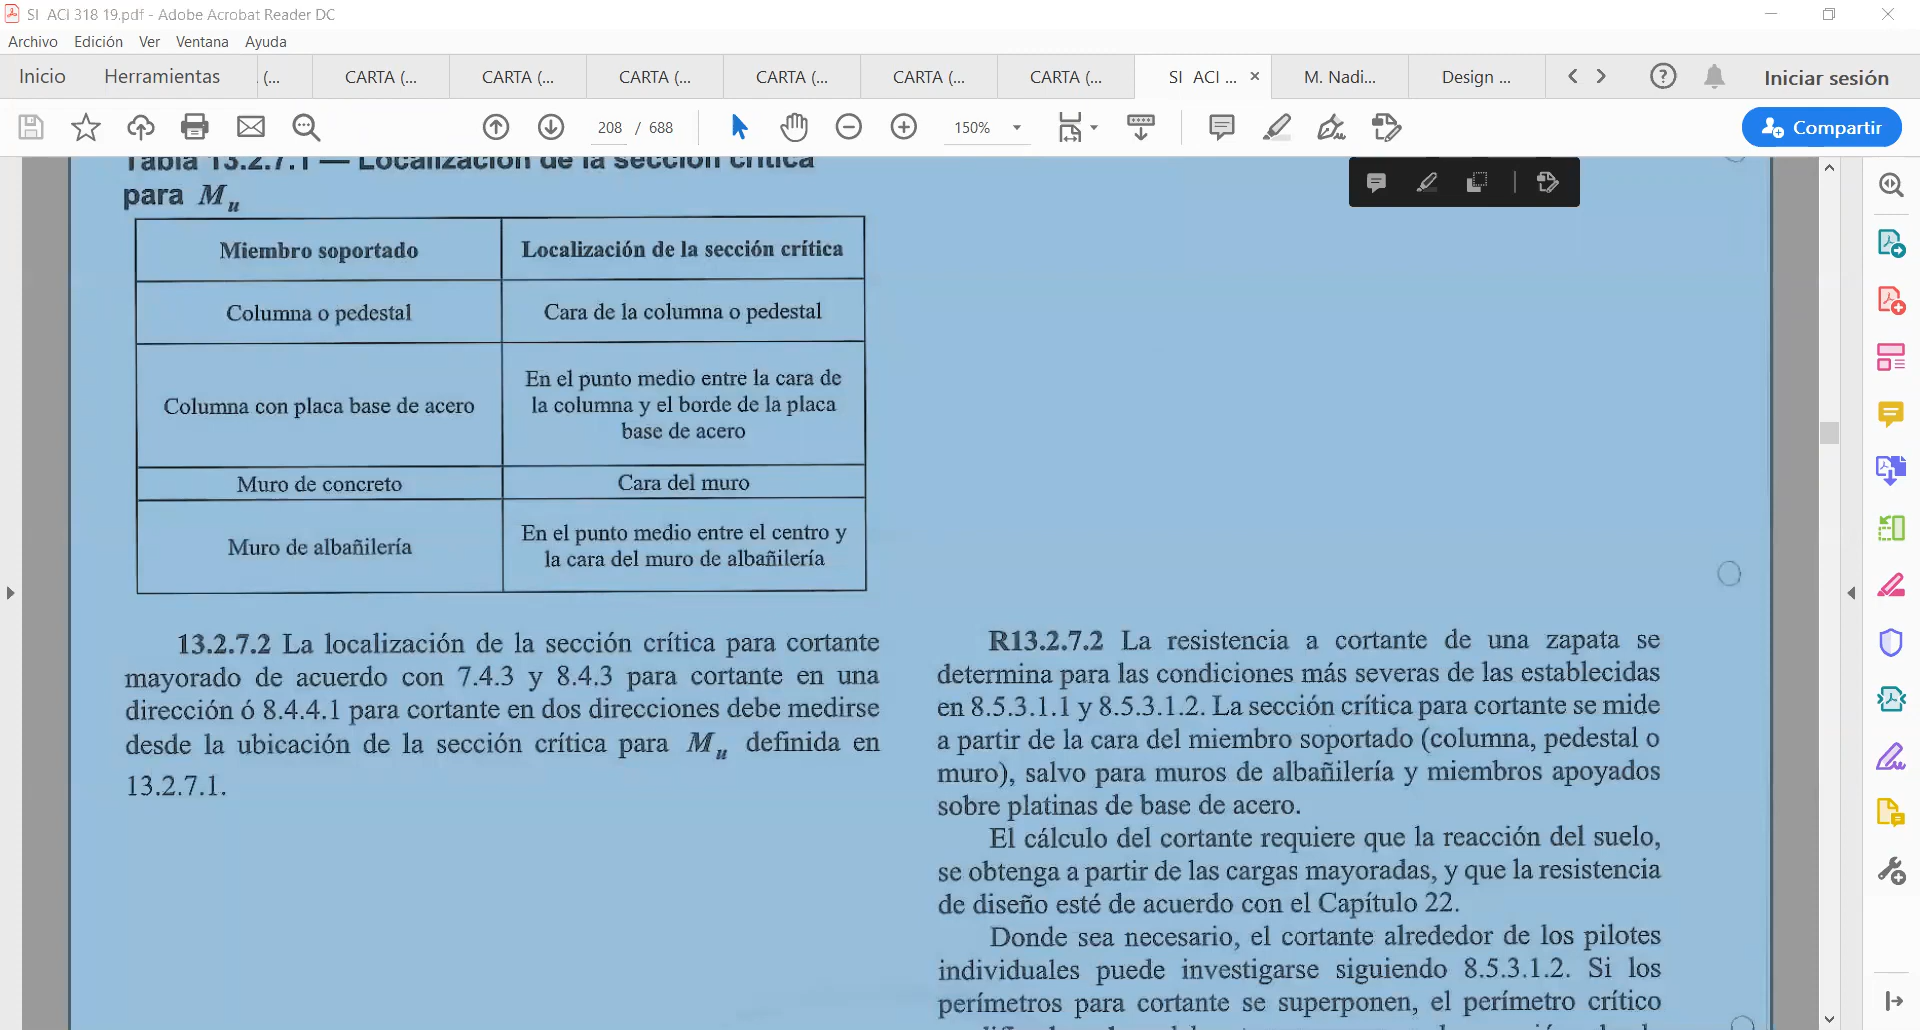 SI ACI 318 19.pdf - Adobe Acrobat Reader DC
Archivo Edición Ver Ventana Ayuda
Inicio Herramientas (... CARTA (... CARTA (... CARTA (... CARTA (... CARTA (... CARTA (... SI ACI ... × M. Nadi... Design ... Iniciar sesión
208 / 688 150% Compartir
Tabla 13.2.7.1 — Localización de la sección crítica
para Mu
Miembro soportado Localización de la sección crítica
Columna o pedestal Cara de la columna o pedestal
Columna con placa base de acero
En el punto medio entre la cara de
la columna y el borde de la placa
base de acero
Muro de concreto Cara del muro
Muro de albañilería
En el punto medio entre el centro y
la cara del muro de albañilería
13.2.7.2 La localización de la sección crítica para cortante
mayorado de acuerdo con 7.4.3 y 8.4.3 para cortante en una
dirección ó 8.4.4.1 para cortante en dos direcciones debe medirse
desde la ubicación de la sección crítica para Mu definida en
13.2.7.1.
R13.2.7.2 La resistencia a cortante de una zapata se
determina para las condiciones más severas de las establecidas
en 8.5.3.1.1 y 8.5.3.1.2. La sección crítica para cortante se mide
a partir de la cara del miembro soportado (columna, pedestal o
muro), salvo para muros de albañilería y miembros apoyados
sobre platinas de base de acero.
El cálculo del cortante requiere que la reacción del suelo,
se obtenga a partir de las cargas mayoradas, y que la resistencia
de diseño esté de acuerdo con el Capítulo 22.
Donde sea necesario, el cortante alrededor de los pilotes
individuales puede investigarse siguiendo 8.5.3.1.2. Si los
perímetros para cortante se superponen, el perímetro crítico